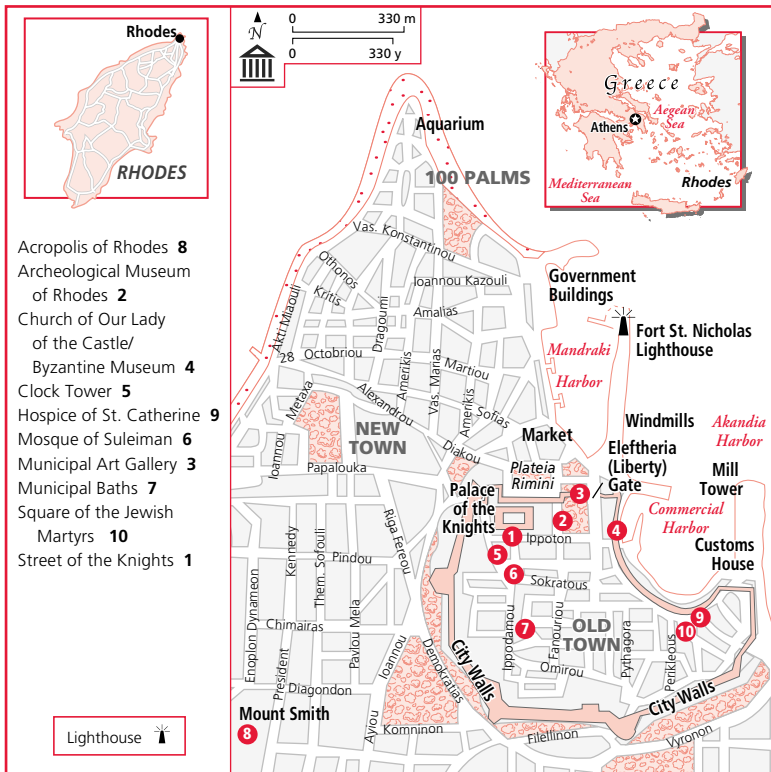 Rhodes
RHODES
Acropolis of Rhodes 8
Archeological Museum
of Rhodes 2
Church of Our Lady
of the Castle/
Byzantine Museum 4
Clock Tower 5
Hospice of St. Catherine 9
Mosque of Suleiman 6
Municipal Art Gallery 3
Municipal Baths 7
Square of the Jewish
Martyrs 10
Street of the Knights 1
Lighthouse
N
0 330 m
0 330 y
Greece
Athens
Aegean
Sea
Mediterranean
Sea
Rhodes
Aquarium
100 PALMS
Vas. Konstantinou
Othonos
Kritis
Ioannou Kazouli
Amalias
Akti Miaouli
Dragoumi
28 Octobriou
Amerikis
Vas. Marias
Martiou
Metaxa
Ioannou
Alexandrou
Amerikis
Sofias
Diakou
NEW
TOWN
Papalouka
Government
Buildings
Fort St. Nicholas
Lighthouse
Mandraki
Harbor
Windmills
Akandia
Harbor
Market
Eleftheria
(Liberty)
Gate
Mill
Tower
Plateia
Rimini
Palace
of the
Knights
3
2
4
Commercial
Harbor
Customs
House
1
Ippoton
5
6
Sokratous
Riga Fereou
Kennedy
Them. Sofouli
Pindou
Enoplon Dynameon
Chimairas
Pavlou Mela
President
Diagondon
Ioannou
Ayiou
Komninon
Demokratias
City Walls
7
Ippodamou
Fanouriou
OLD
TOWN
Omirou
Pythagora
Perikleous
9
10
City Walls
Filellinon
Vyronon
Mount Smith
8